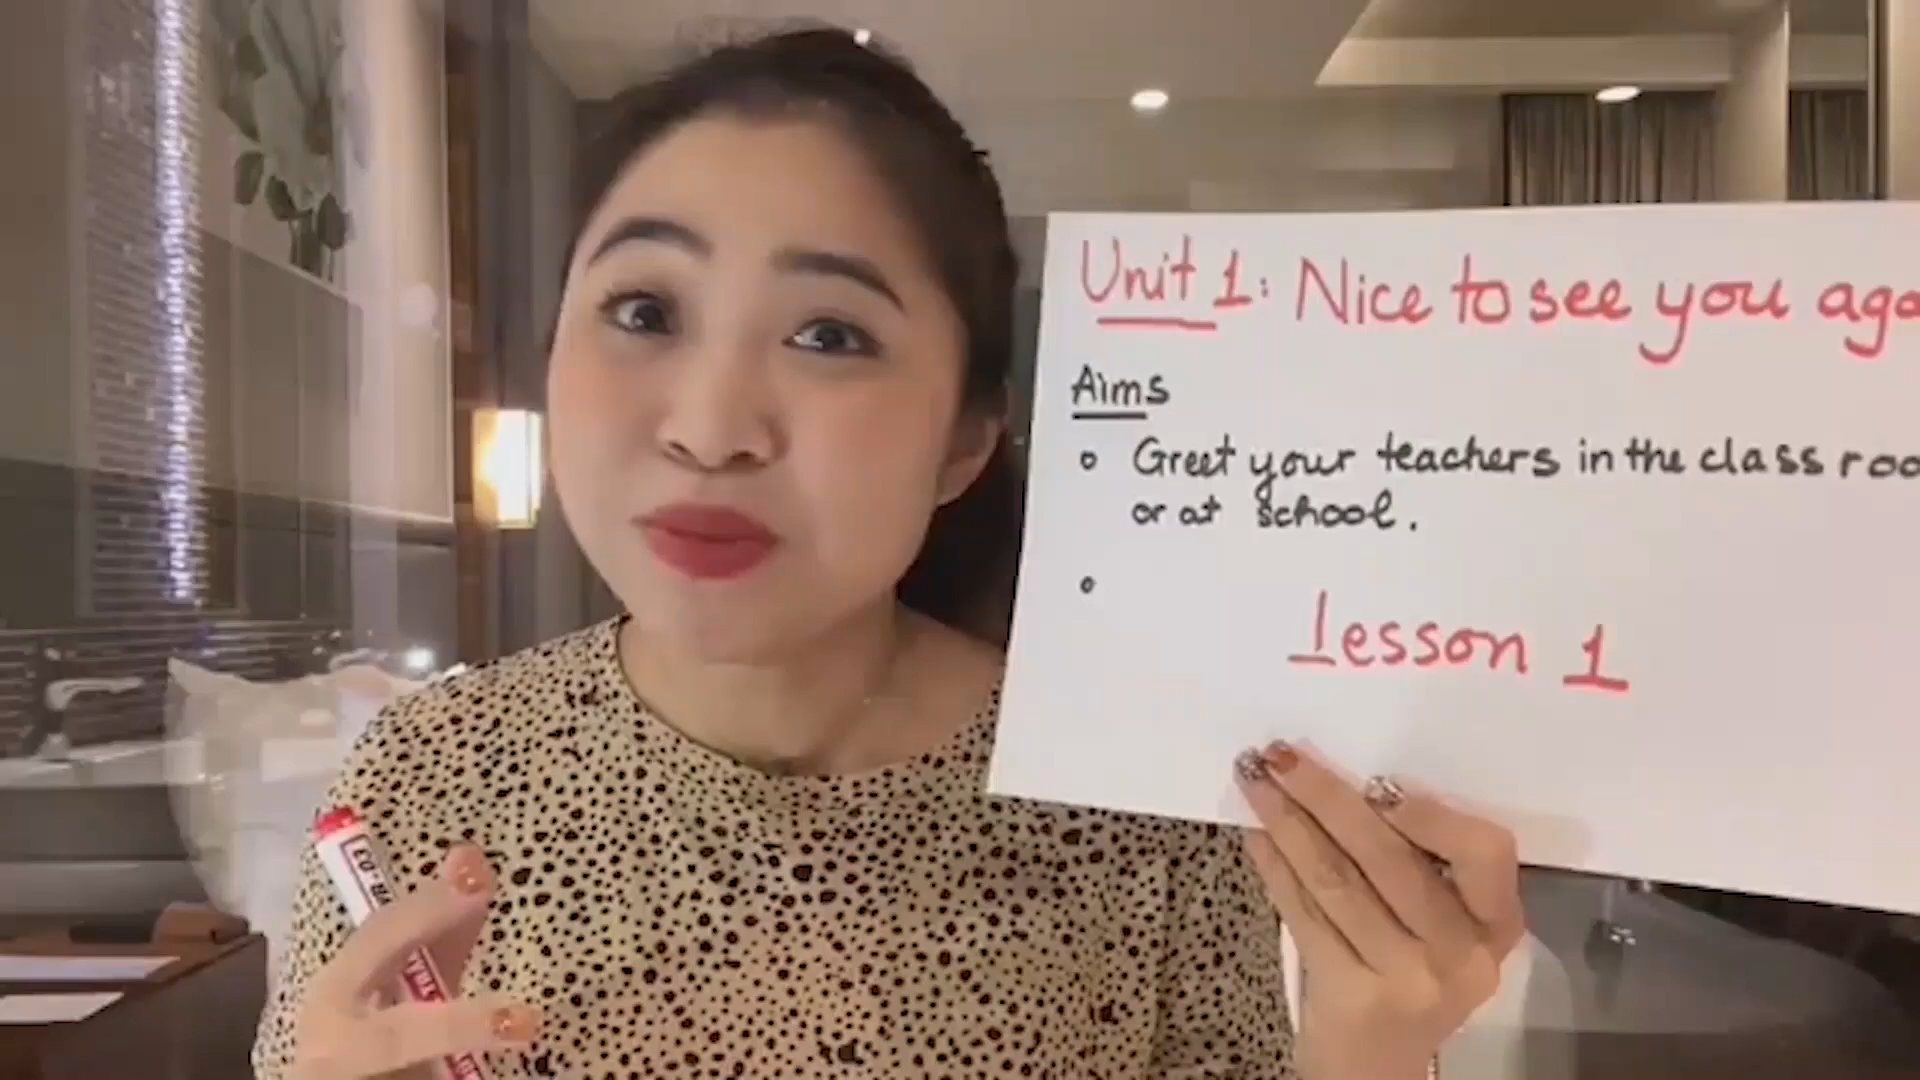 Unit 1: Nice to see you aga
Aims
Greet your teachers in the class roo
or at school.
Lesson 1